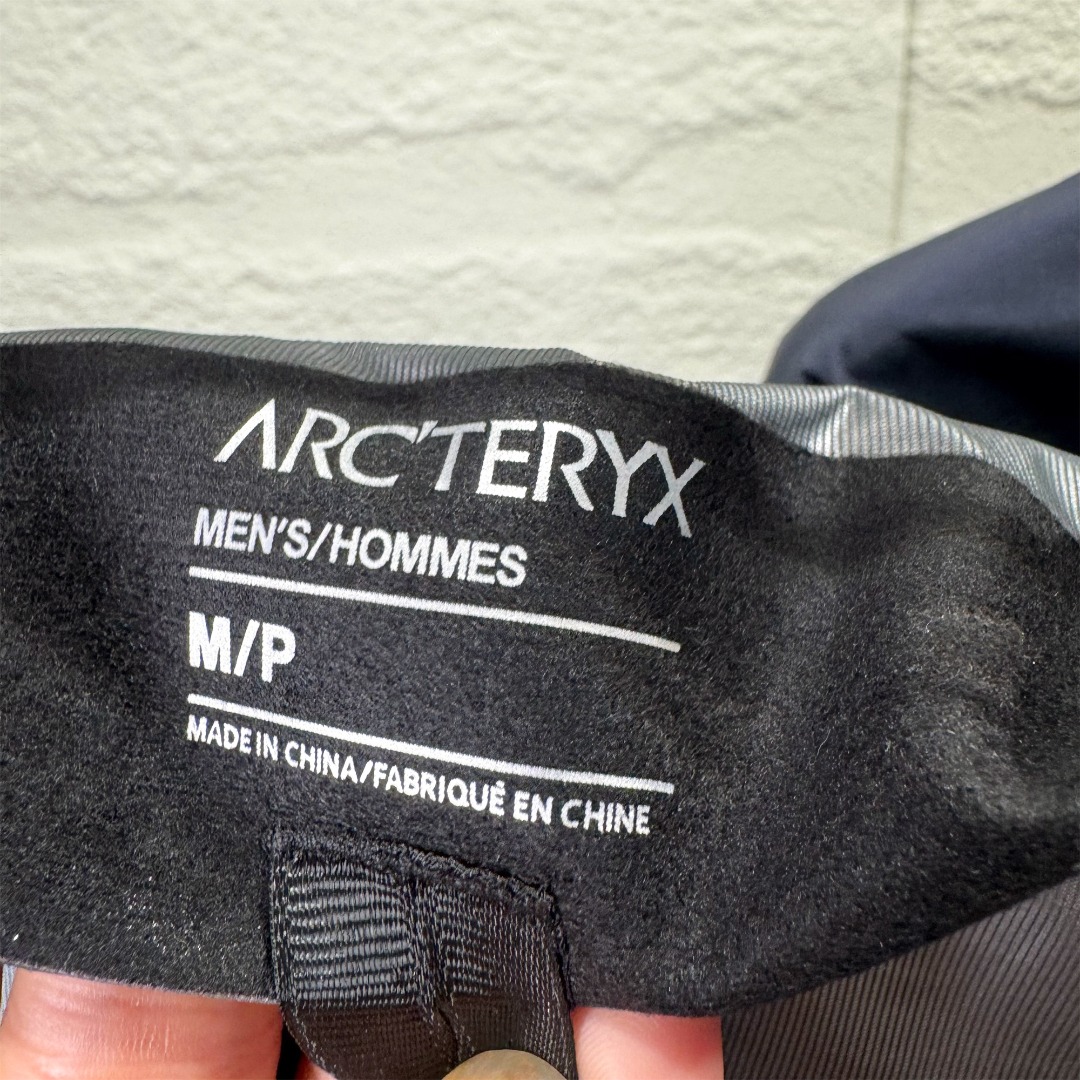 ARC'TERYX
MEN'S/HOMMES
M/P
MADE IN CHINA/FABRIQUÉ EN CHINE